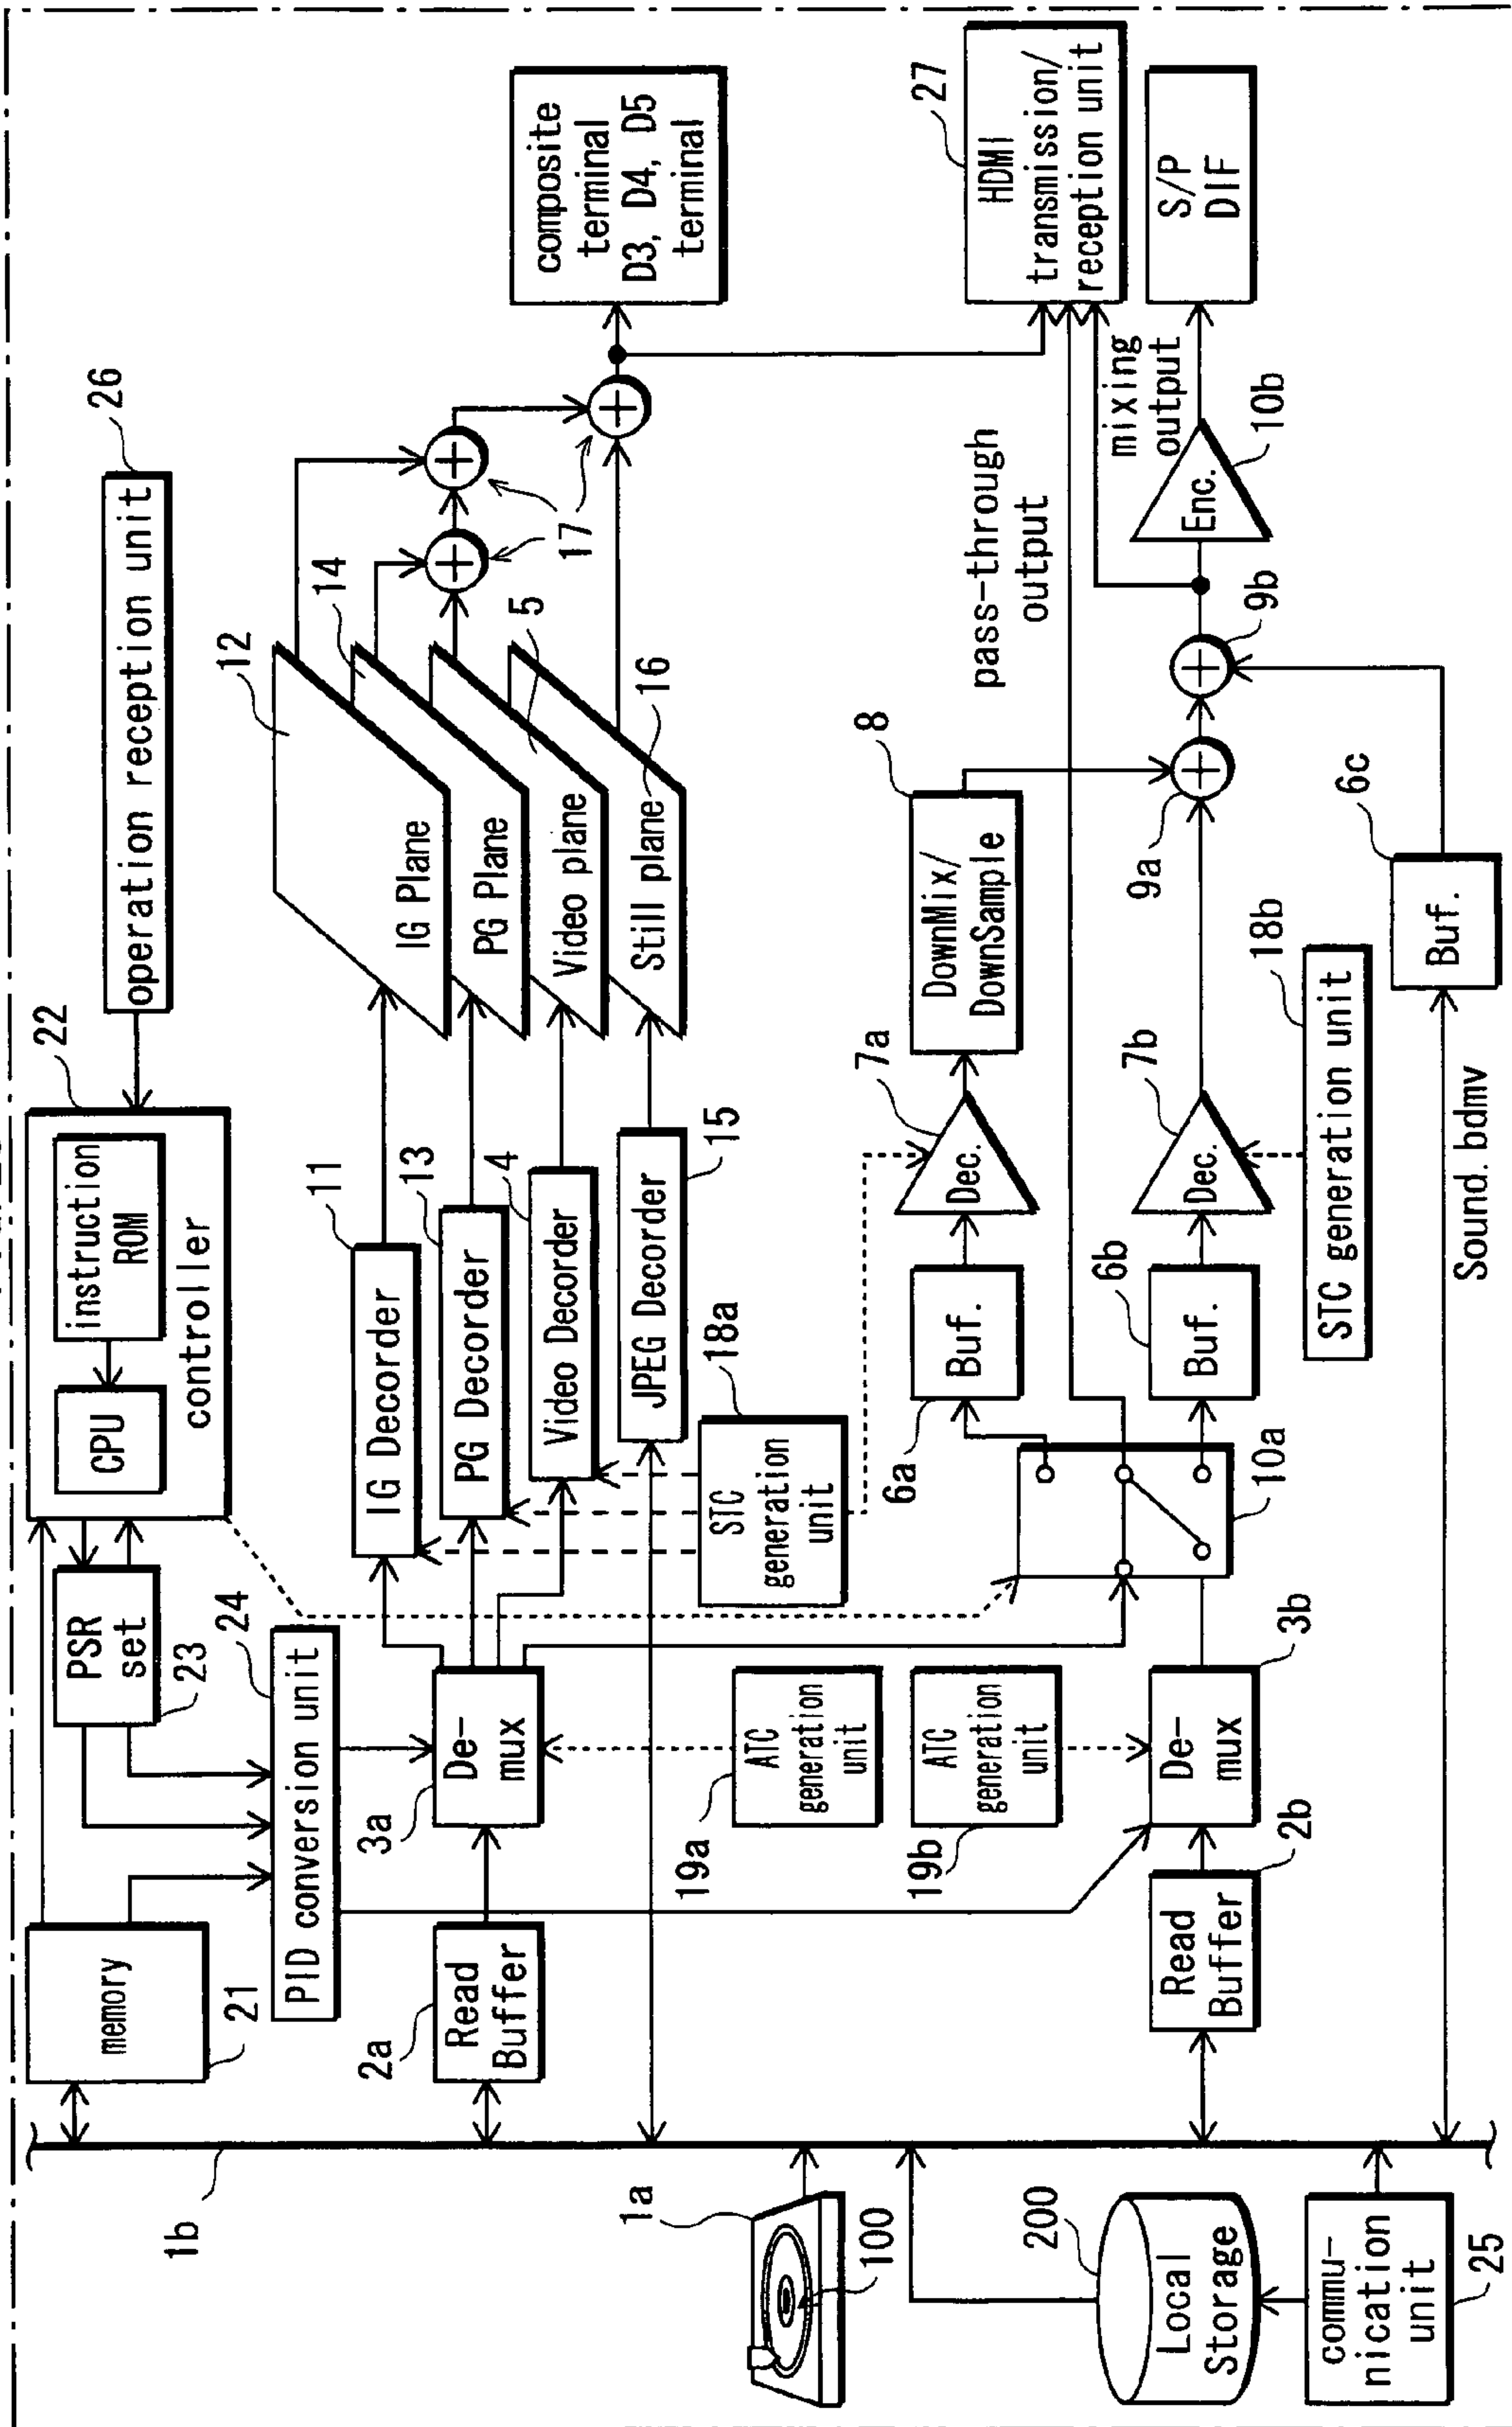 26
operation reception unit
22
instruction
ROM
CPU
controller
PSR
set
23
memory
21
24
PID conversion unit
1b
12
14
5
16
IG Plane
PG Plane
Video plane
Still plane
17
composite
terminal
D3, D4, D5
terminal
27
HDMI
transmission/
reception unit
S/P
DIF
11
IG Decorder
13
PG Decorder
4
Video Decorder
JPEG Decorder
15
18a
STC
generation
unit
3a
De-
mux
2a
Read
Buffer
19a
ATC
generation
unit
19b
ATC
generation
unit
3b
De-
mux
2b
Read
Buffer
10a
6a
Buf.
6b
Buf.
7a
Dec.
7b
Dec.
8
DownMix/
DownSample
pass-through
output
mixing
output
9a
9b
Enc.
10b
6c
Buf.
18b
STC generation unit
Sound. bdmv
1a
100
200
Local
Storage
commu-
nication
unit
25